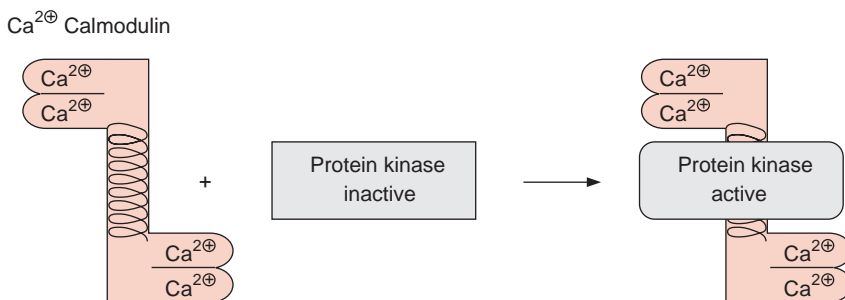 Ca²⊕ Calmodulin
Ca²⊕
Ca²⊕
+
Protein kinase
inactive
Ca²⊕
Ca²⊕
Ca²⊕
Ca²⊕
Protein kinase
active
Ca²⊕
Ca²⊕